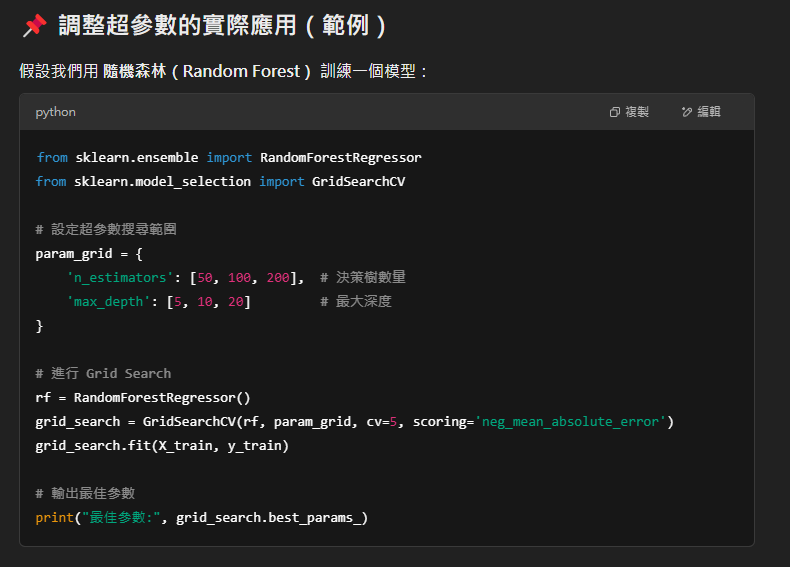 📌 調整超參數的實際應用（範例）
假設我們用 隨機森林（Random Forest） 訓練一個模型：
python 複製 編輯
from sklearn.ensemble import RandomForestRegressor
from sklearn.model_selection import GridSearchCV
# 設定超參數搜尋範圍
param_grid = {
    'n_estimators': [50, 100, 200],  # 決策樹數量
    'max_depth': [5, 10, 20]         # 最大深度
}
# 進行 Grid Search
rf = RandomForestRegressor()
grid_search = GridSearchCV(rf, param_grid, cv=5, scoring='neg_mean_absolute_error')
grid_search.fit(X_train, y_train)
# 輸出最佳參數
print("最佳參數:", grid_search.best_params_)